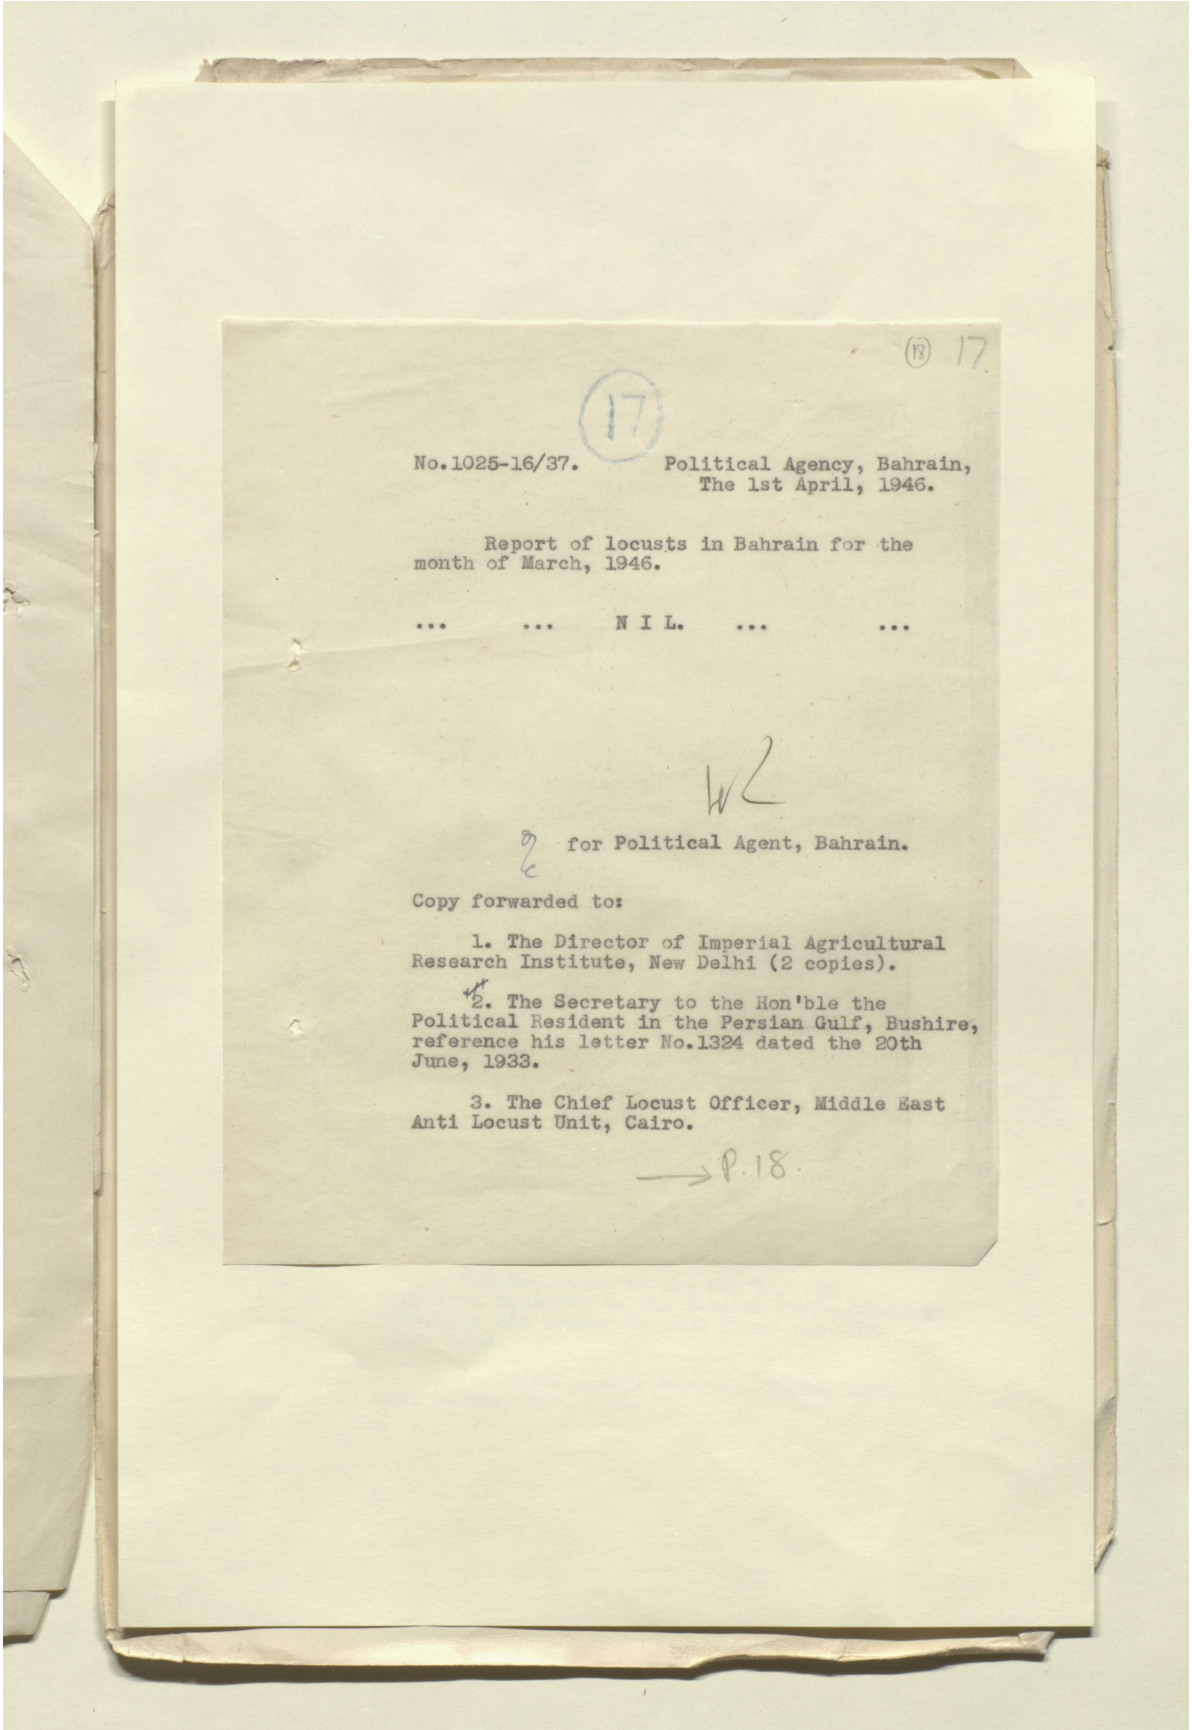 18 17
17
No.1025-16/37. Political Agency, Bahrain,
The 1st April, 1946.
Report of locusts in Bahrain for the
month of March, 1946.
... ... N I L. ... ...
for Political Agent, Bahrain.
Copy forwarded to:
1. The Director of Imperial Agricultural
Research Institute, New Delhi (2 copies).
2. The Secretary to the Hon'ble the
Political Resident in the Persian Gulf, Bushire,
reference his letter No.1324 dated the 20th
June, 1933.
3. The Chief Locust Officer, Middle East
Anti Locust Unit, Cairo.
→ P.18.